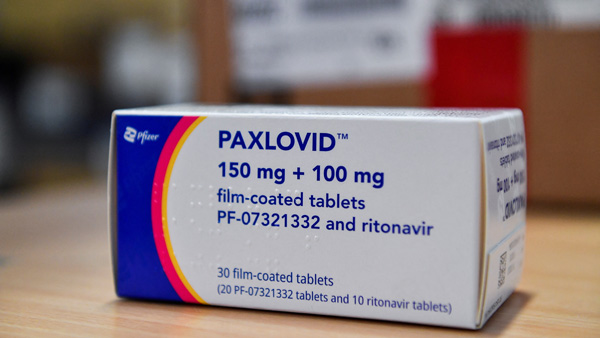 Pfizer
PAXLOVID™
150 mg + 100 mg
film-coated tablets
PF-07321332 and ritonavir
30 film-coated tablets
(20 PF-07321332 tablets and 10 ritonavir tablets)